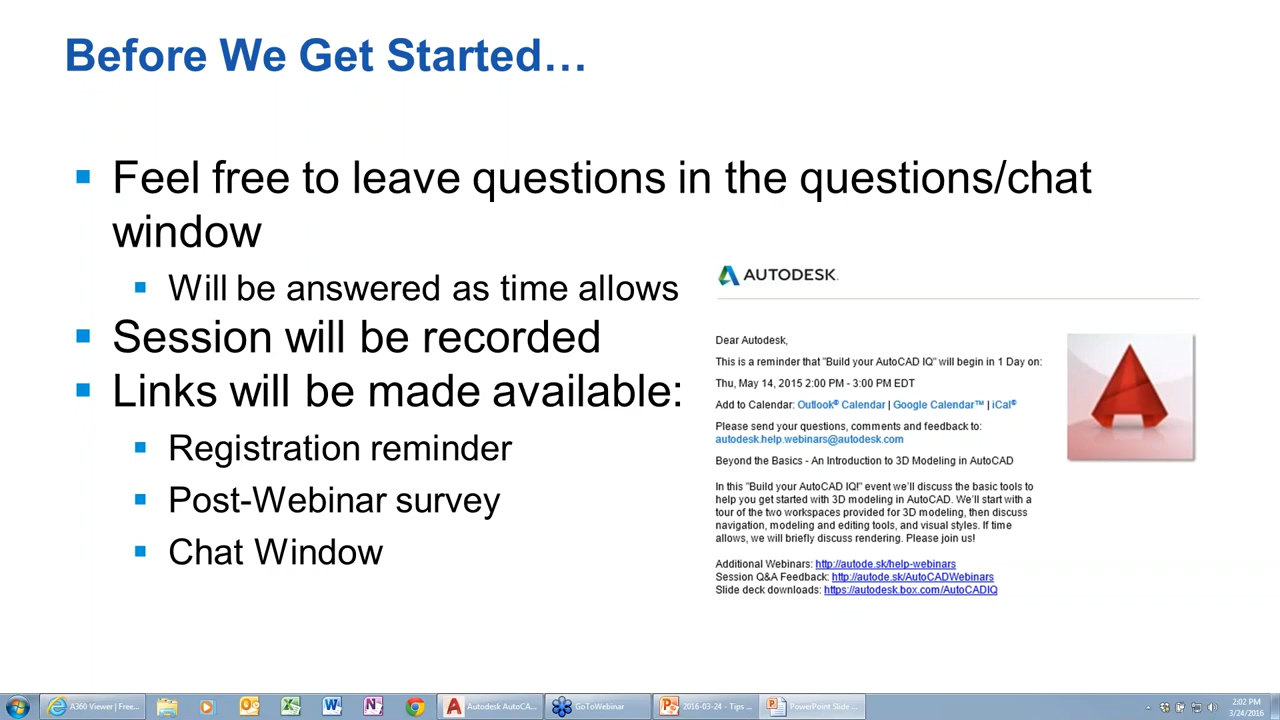 Before We Get Started…
Feel free to leave questions in the questions/chat
window
Will be answered as time allows
Session will be recorded
Links will be made available:
Registration reminder
Post-Webinar survey
Chat Window
AUTODESK.
Dear Autodesk,
This is a reminder that "Build your AutoCAD IQ" will begin in 1 Day on:
Thu, May 14, 2015 2:00 PM - 3:00 PM EDT
Add to Calendar: Outlook® Calendar | Google Calendar™ | iCal®
Please send your questions, comments and feedback to:
autodesk.help.webinars@autodesk.com
Beyond the Basics - An Introduction to 3D Modeling in AutoCAD
In this "Build your AutoCAD IQ!" event we'll discuss the basic tools to
help you get started with 3D modeling in AutoCAD. We'll start with a
tour of the two workspaces provided for 3D modeling, then discuss
navigation, modeling and editing tools, and visual styles. If time
allows, we will briefly discuss rendering. Please join us!
Additional Webinars: http://autode.sk/help-webinars
Session Q&A Feedback: http://autode.sk/AutoCADWebinars
Slide deck downloads: https://autodesk.box.com/AutoCADIQ
A360 Viewer | Free...
Autodesk AutoCA...
GoToWebinar
2016-03-24 - Tips ...
PowerPoint Slide ...
2:02 PM
3/24/2016